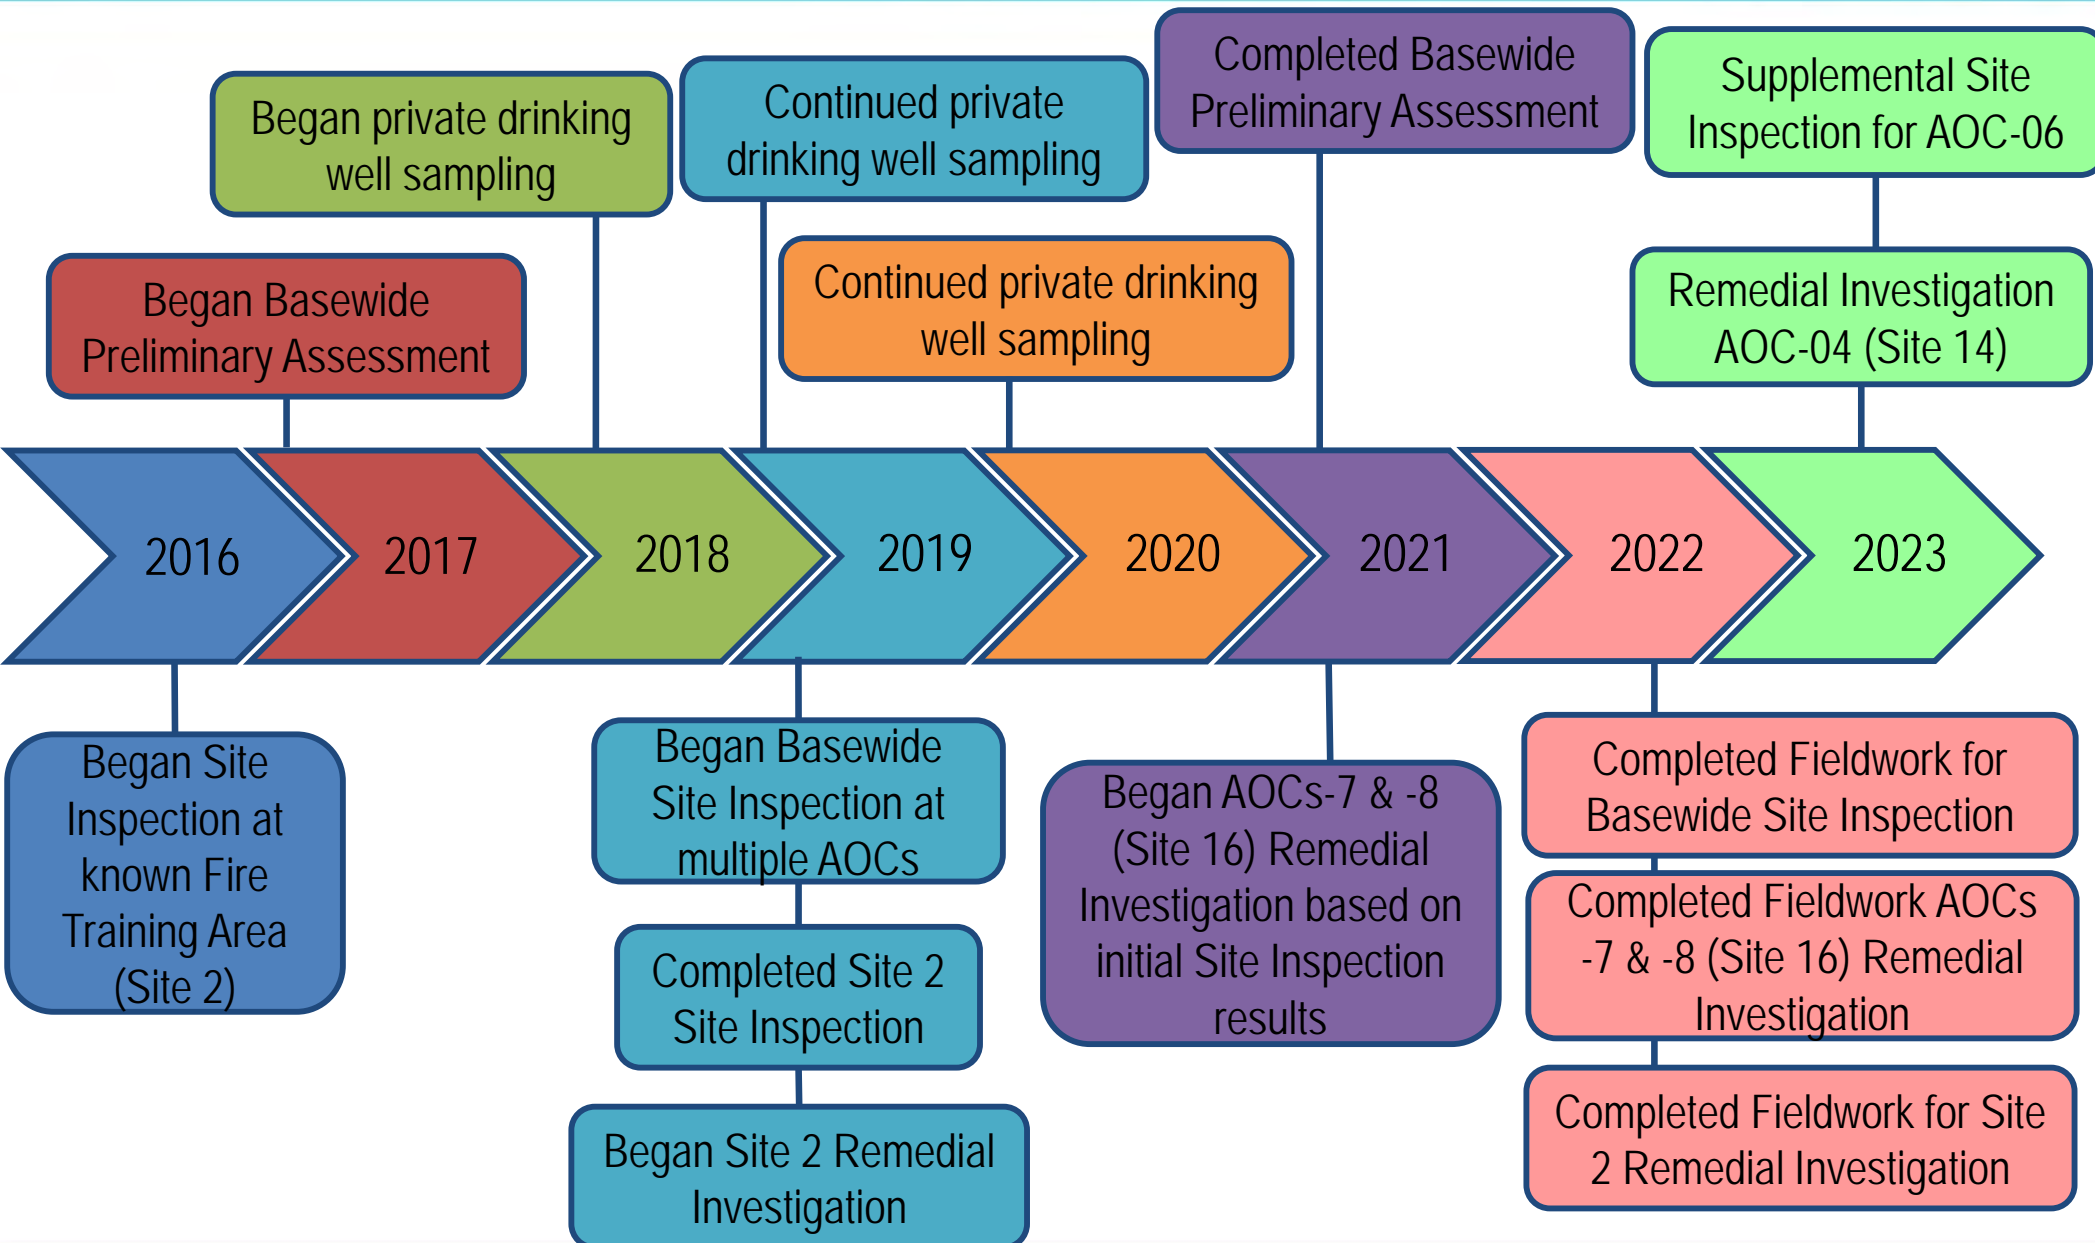 Completed Basewide
Preliminary Assessment
Supplemental Site
Inspection for AOC-06
Began private drinking
well sampling
Continued private
drinking well sampling
Began Basewide
Preliminary Assessment
Continued private drinking
well sampling
Remedial Investigation
AOC-04 (Site 14)
2016
2017
2018
2019
2020
2021
2022
2023
Began Site
Inspection at
known Fire
Training Area
(Site 2)
Began Basewide
Site Inspection at
multiple AOCs
Completed Site 2
Site Inspection
Began Site 2 Remedial
Investigation
Began AOCs-7 & -8
(Site 16) Remedial
Investigation based on
initial Site Inspection
results
Completed Fieldwork for
Basewide Site Inspection
Completed Fieldwork AOCs
-7 & -8 (Site 16) Remedial
Investigation
Completed Fieldwork for Site
2 Remedial Investigation